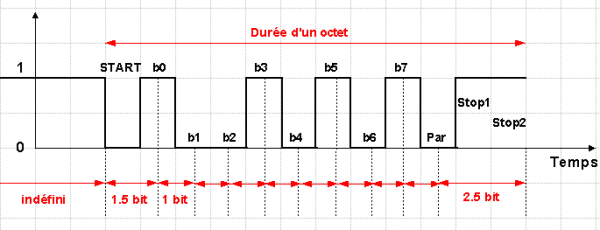 Durée d'un octet
1
START
b0
b3
b5
b7
Stop1
Stop2
b1
b2
b4
b6
Par
0
Temps
indéfini
1.5 bit
1 bit
2.5 bit